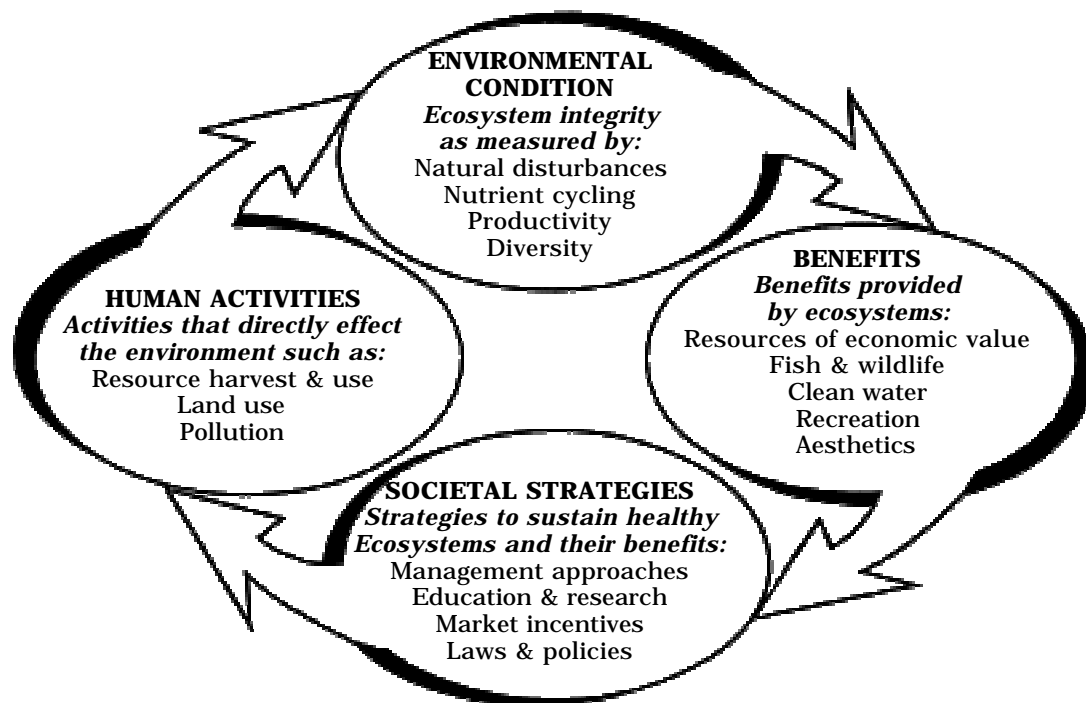 ENVIRONMENTAL
CONDITION
Ecosystem integrity
as measured by:
Natural disturbances
Nutrient cycling
Productivity
Diversity
BENEFITS
Benefits provided
by ecosystems:
Resources of economic value
Fish & wildlife
Clean water
Recreation
Aesthetics
HUMAN ACTIVITIES
Activities that directly effect
the environment such as:
Resource harvest & use
Land use
Pollution
SOCIETAL STRATEGIES
Strategies to sustain healthy
Ecosystems and their benefits:
Management approaches
Education & research
Market incentives
Laws & policies